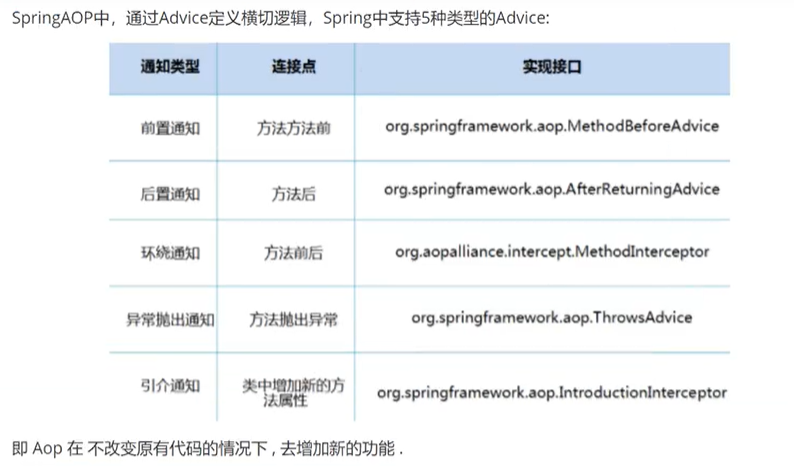 SpringAOP中，通过Advice定义横切逻辑，Spring中支持5种类型的Advice:
通知类型 连接点 实现接口
前置通知 方法方法前 org.springframework.aop.MethodBeforeAdvice
后置通知 方法后 org.springframework.aop.AfterReturningAdvice
环绕通知 方法前后 org.aopalliance.intercept.MethodInterceptor
异常抛出通知 方法抛出异常 org.springframework.aop.ThrowsAdvice
引介通知 类中增加新的方
法属性 org.springframework.aop.IntroductionInterceptor
即 Aop 在 不改变原有代码的情况下 , 去增加新的功能 .